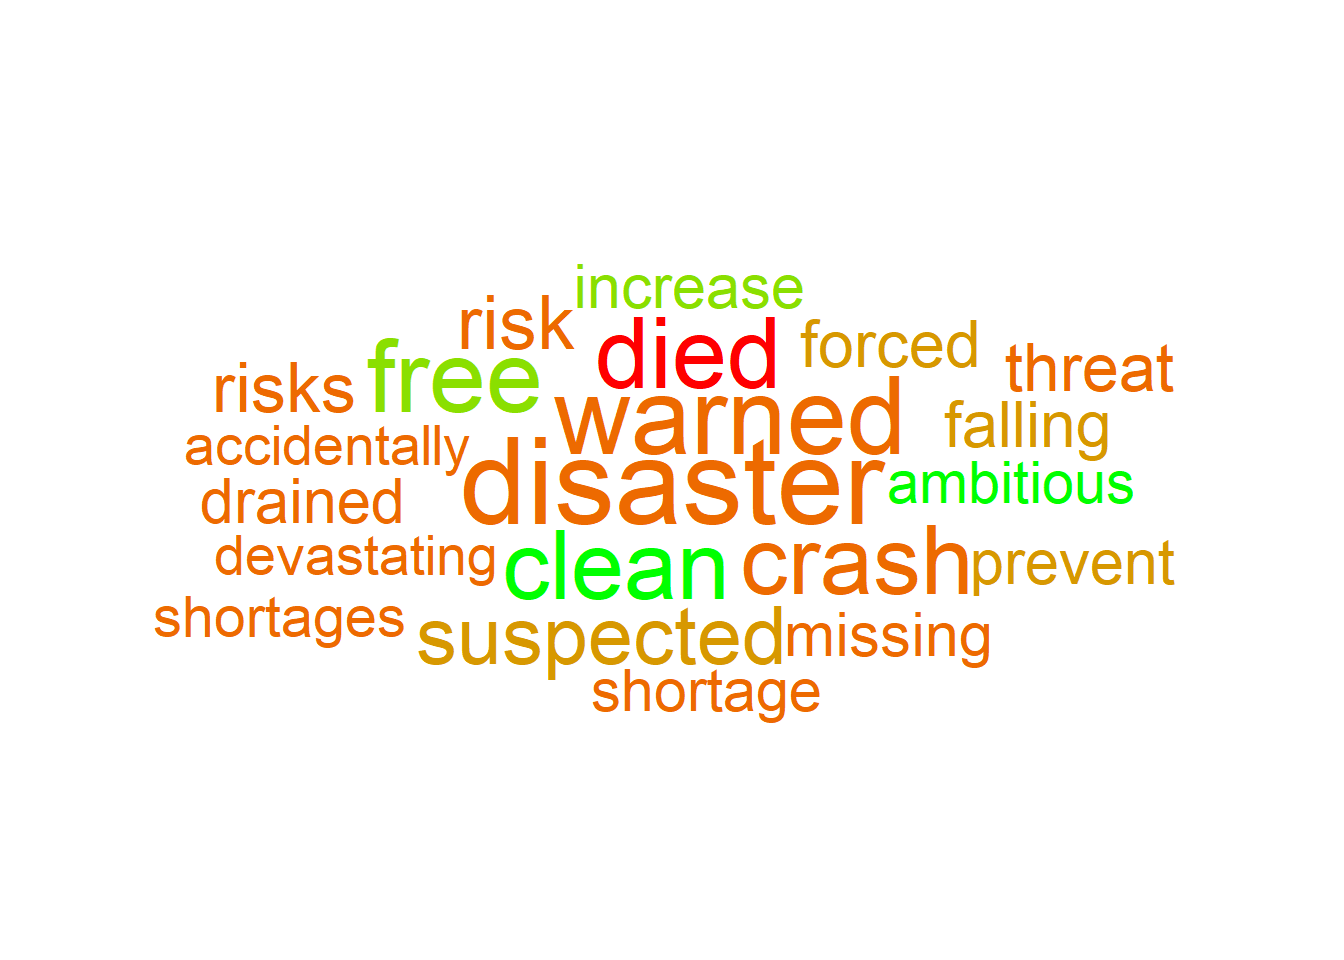 increase
risk
died
forced
free
threat
risks
warned
falling
accidentally
disaster
ambitious
drained
devastating
clean
crash
prevent
shortages
suspected
missing
shortage